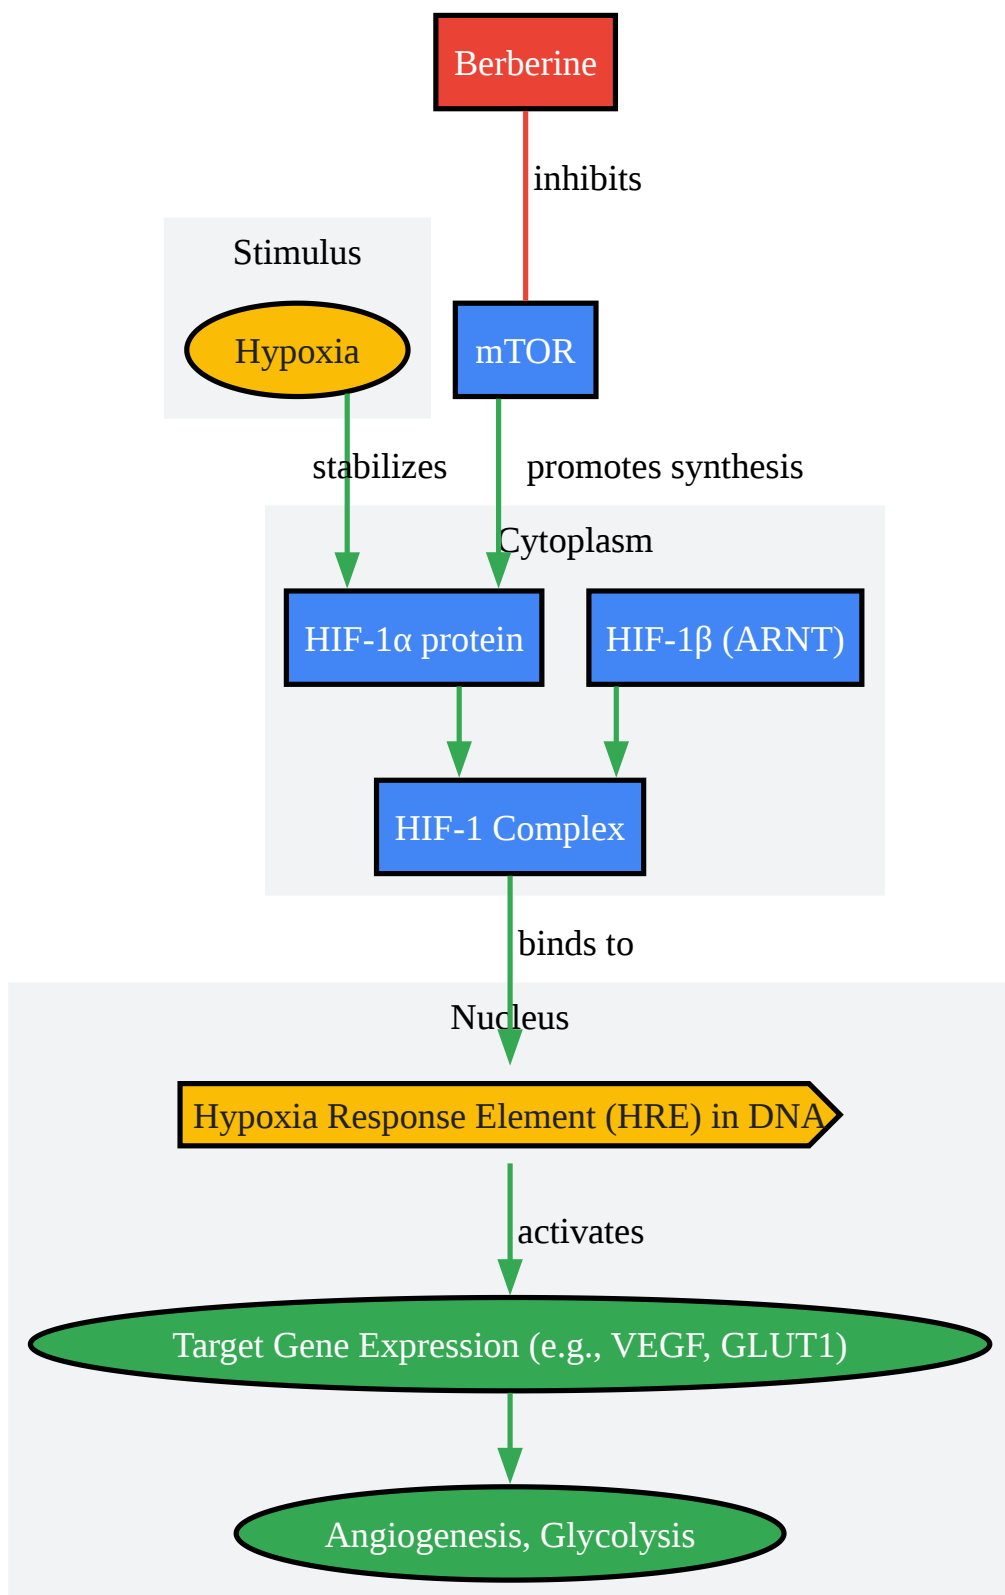 Berberine
inhibits
Stimulus
Hypoxia
mTOR
stabilizes
promotes synthesis
Cytoplasm
HIF-1α protein
HIF-1β (ARNT)
HIF-1 Complex
binds to
Nucleus
Hypoxia Response Element (HRE) in DNA
activates
Target Gene Expression (e.g., VEGF, GLUT1)
Angiogenesis, Glycolysis